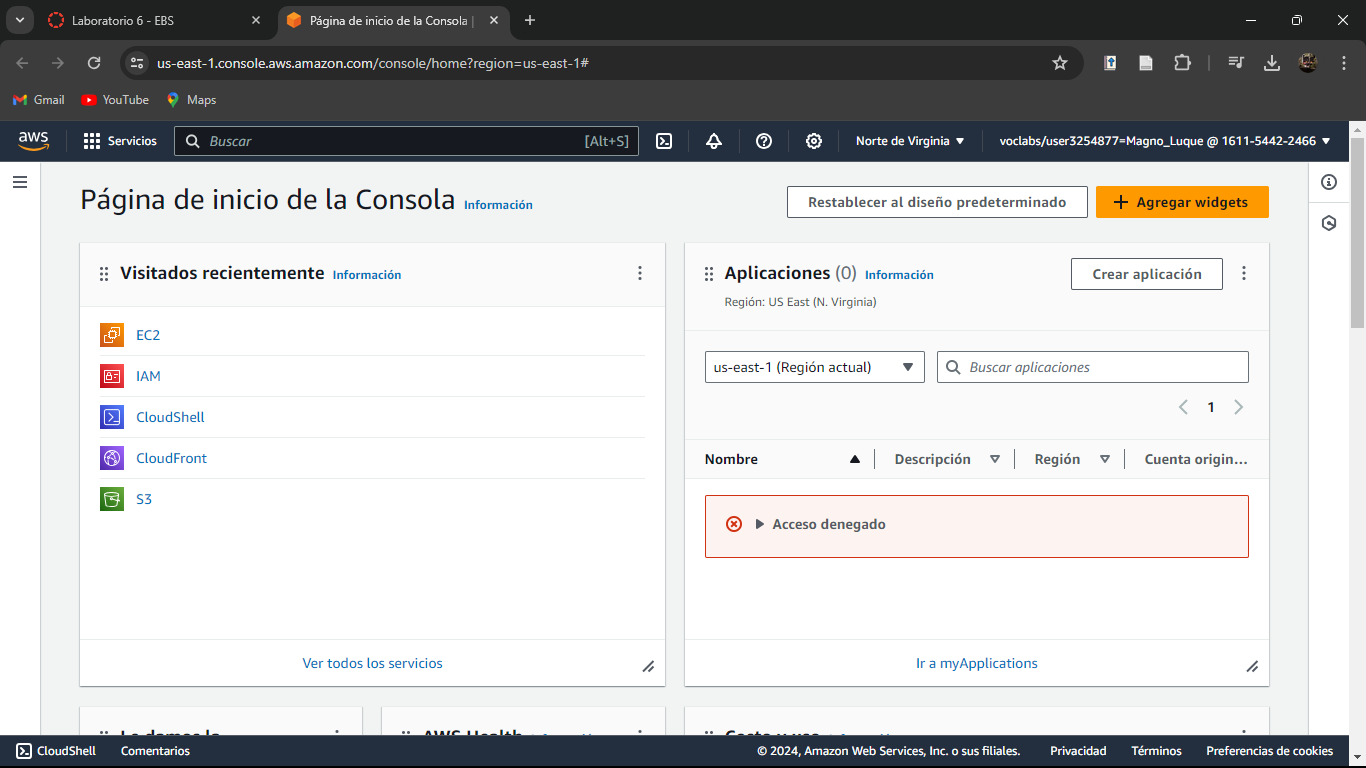 Laboratorio 6 - EBS
Página de inicio de la Consola |
us-east-1.console.aws.amazon.com/console/home?region=us-east-1#
Gmail
YouTube
Maps
aws
Servicios
Buscar
[Alt+S]
Norte de Virginia
voclabs/user3254877=Magno_Luque @ 1611-5442-2466
Página de inicio de la Consola Información
Restablecer al diseño predeterminado
Agregar widgets
Visitados recientemente Información
EC2
IAM
CloudShell
CloudFront
S3
Ver todos los servicios
Aplicaciones (0) Información
Región: US East (N. Virginia)
Crear aplicación
us-east-1 (Región actual)
Buscar aplicaciones
1
Nombre
Descripción
Región
Cuenta origin...
Acceso denegado
Ir a myApplications
AWS Health
CloudShell
Comentarios
© 2024, Amazon Web Services, Inc. o sus filiales.
Privacidad
Términos
Preferencias de cookies